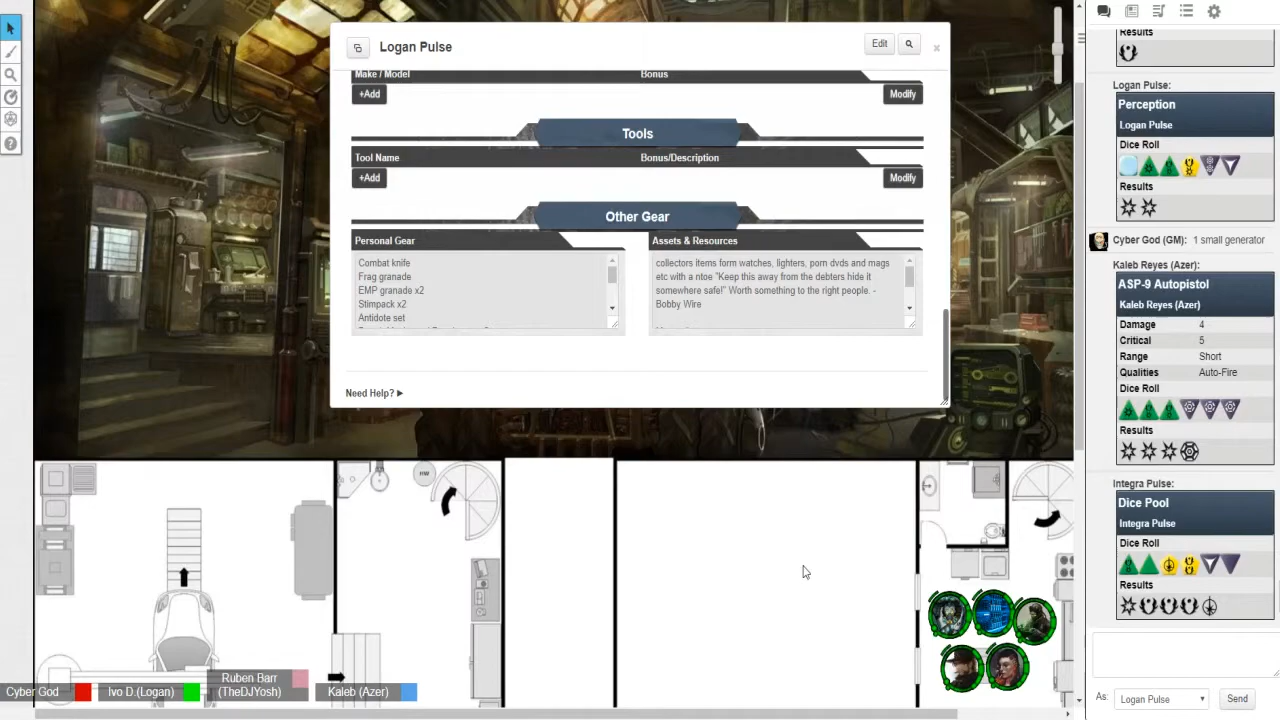 Logan Pulse
Edit
Make / Model
Bonus
+Add
Modify
Tools
Tool Name
Bonus/Description
+Add
Modify
Other Gear
Personal Gear
Assets & Resources
Combat knife
Frag granade
EMP granade x2
Stimpack x2
Antidote set
collectors items form watches, lighters, porn dvds and mags
etc with a ntoe "Keep this away from the debters hide it
somewhere safe!" Worth something to the right people. -
Bobby Wire
Need Help?
HW
Cyber God
Ivo D.(Logan)
Ruben Barr
(TheDJYosh)
Kaleb (Azer)
Results
Logan Pulse:
Perception
Logan Pulse
Dice Roll
Results
Cyber God (GM): 1 small generator
Kaleb Reyes (Azer):
ASP-9 Autopistol
Kaleb Reyes (Azer)
Damage 4
Critical 5
Range Short
Qualities Auto-Fire
Dice Roll
Results
Integra Pulse:
Dice Pool
Integra Pulse
Dice Roll
Results
As:
Logan Pulse
Send